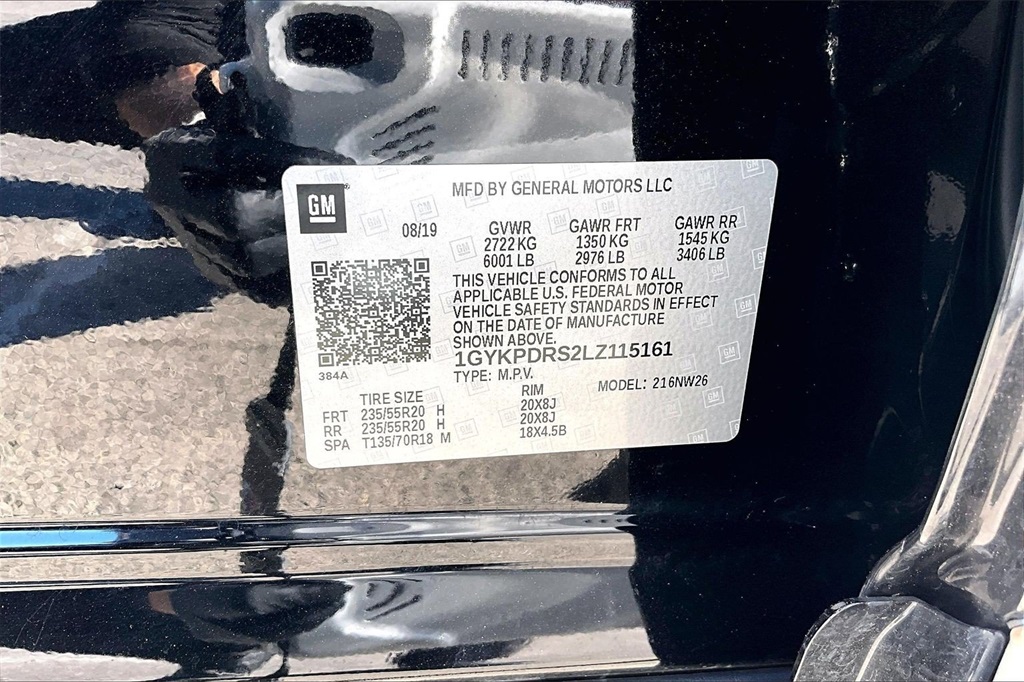 GM
MFD BY GENERAL MOTORS LLC
08/19
GVWR GAWR FRT GAWR RR
2722 KG 1350 KG 1545 KG
6001 LB 2976 LB 3406 LB
THIS VEHICLE CONFORMS TO ALL
APPLICABLE U.S. FEDERAL MOTOR
VEHICLE SAFETY STANDARDS IN EFFECT
ON THE DATE OF MANUFACTURE
SHOWN ABOVE.
1GYKPDRS2LZ115161
384A
TYPE: M.P.V. MODEL: 216NW26
TIRE SIZE RIM
FRT 235/55R20 H 20X8J
RR 235/55R20 H 20X8J
SPA T135/70R18 M 18X4.5B